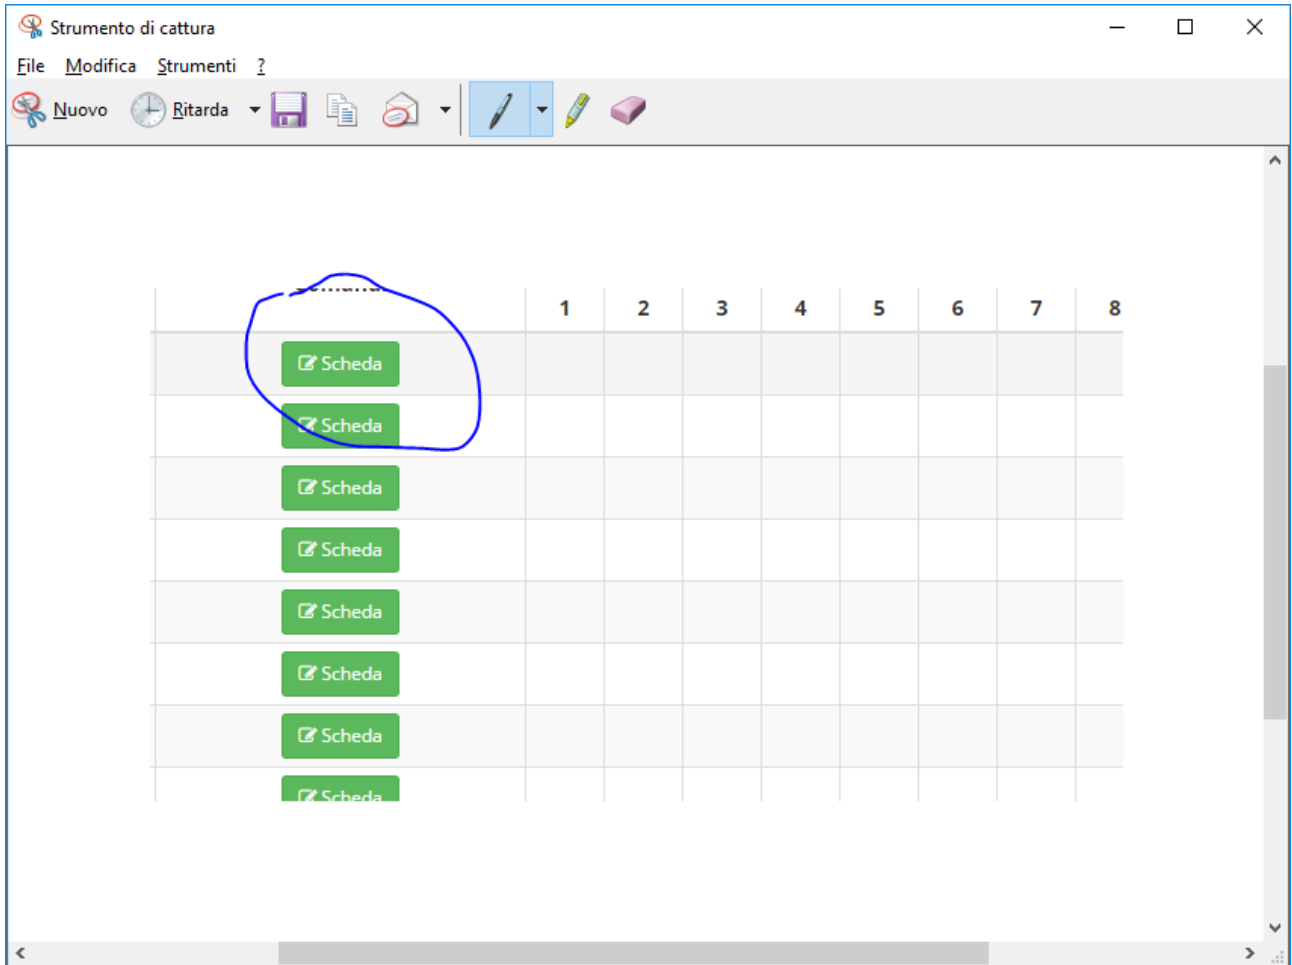 Strumento di cattura
File Modifica Strumenti ?
Nuovo Ritarda
1 2 3 4 5 6 7 8
Scheda
Scheda
Scheda
Scheda
Scheda
Scheda
Scheda
Scheda